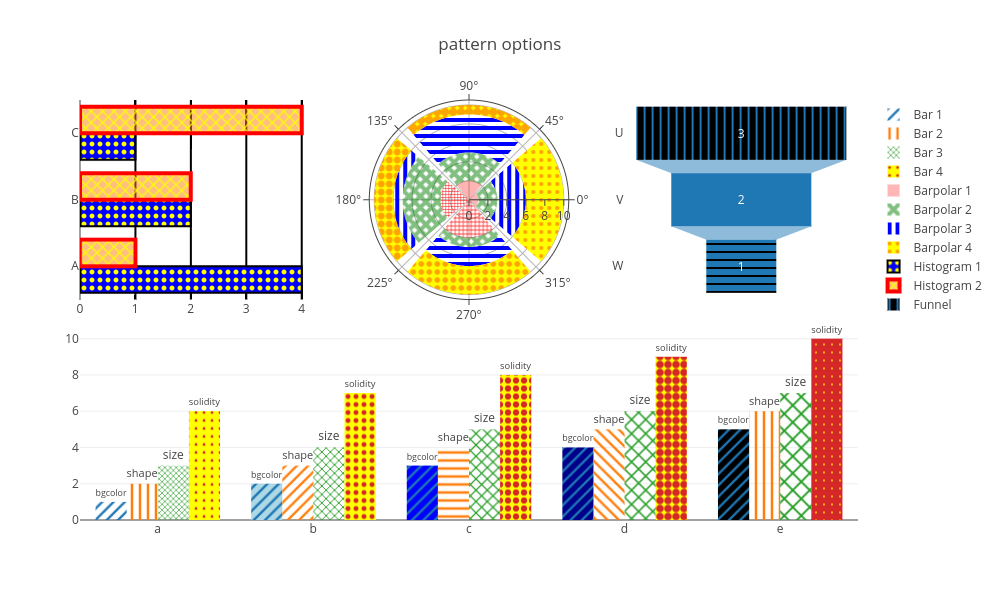 pattern options
C
B
A
0 1 2 3 4
90°
135° 45°
180° 0 2 4 6 8 10 0°
225° 315°
270°
U 3
V 2
W 1
Bar 1
Bar 2
Bar 3
Bar 4
Barpolar 1
Barpolar 2
Barpolar 3
Barpolar 4
Histogram 1
Histogram 2
Funnel
10
8
6
4
2
0
bgcolor shape size solidity
bgcolor shape size solidity
bgcolor shape size solidity
bgcolor shape size solidity
bgcolor shape size solidity
a b c d e